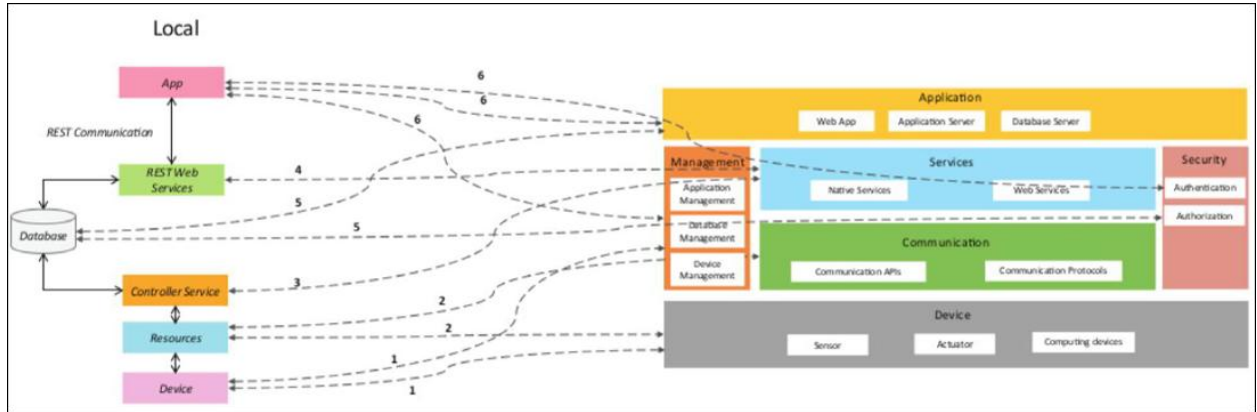 Local
App
REST Communication
REST Web
Services
Database
Controller Service
Resources
Device
6
6
6
4
5
5
3
2
2
1
1
Application
Web App
Application Server
Database Server
Management
Application
Management
Database
Management
Device
Management
Services
Native Services
Web Services
Communication
Communication APIs
Communication Protocols
Security
Authentication
Authorization
Device
Sensor
Actuator
Computing devices